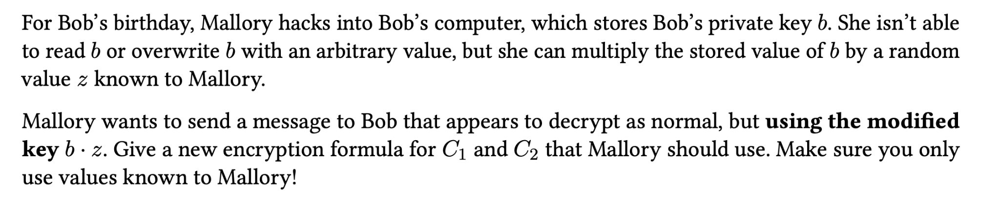 For Bob’s birthday, Mallory hacks into Bob’s computer, which stores Bob’s private key b. She isn’t able
to read b or overwrite b with an arbitrary value, but she can multiply the stored value of b by a random
value z known to Mallory.
Mallory wants to send a message to Bob that appears to decrypt as normal, but using the modified
key b · z. Give a new encryption formula for C₁ and C₂ that Mallory should use. Make sure you only
use values known to Mallory!